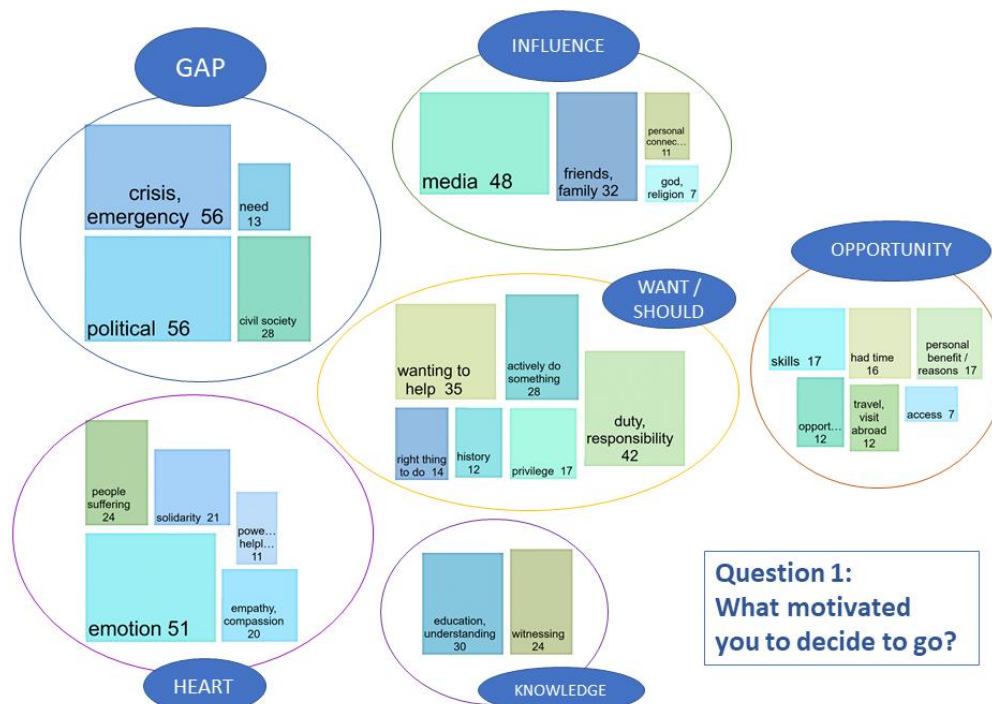 GAP
crisis,
emergency 56
need
13
political 56
civil society
28
INFLUENCE
media 48
friends,
family 32
personal
connec...
11
god,
religion 7
WANT /
SHOULD
wanting to
help 35
actively do
something
28
duty,
responsibility
42
right thing
to do 14
history
12
privilege 17
OPPORTUNITY
skills 17
had time
16
personal
benefit /
reasons 17
opport...
12
travel,
visit
abroad
12
access 7
people
suffering
24
solidarity 21
powe...
helpl...
11
emotion 51
empathy,
compassion
20
HEART
education,
understanding
30
witnessing
24
KNOWLEDGE
Question 1:
What motivated
you to decide to go?